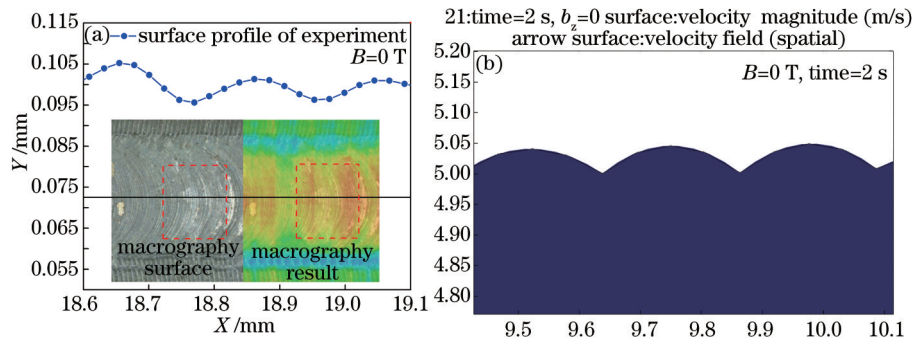 (a)
surface profile of experiment
B=0 T
0.115
0.105
0.095
0.085
0.075
0.065
0.055
Y/mm
macrography
surface
macrography
result
18.6 18.7 18.8 18.9 19.0 19.1
X/mm
21:time=2 s, b_z=0 surface:velocity magnitude (m/s)
arrow surface:velocity field (spatial)
(b)
B=0 T, time=2 s
5.20
5.15
5.10
5.05
5.00
4.95
4.90
4.85
4.80
9.5 9.6 9.7 9.8 9.9 10.0 10.1